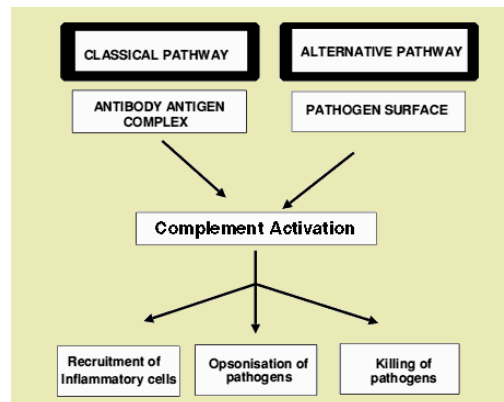 CLASSICAL PATHWAY
ALTERNATIVE PATHWAY
ANTIBODY ANTIGEN
COMPLEX
PATHOGEN SURFACE
Complement Activation
Recruitment of
Inflammatory cells
Opsonisation of
pathogens
Killing of
pathogens